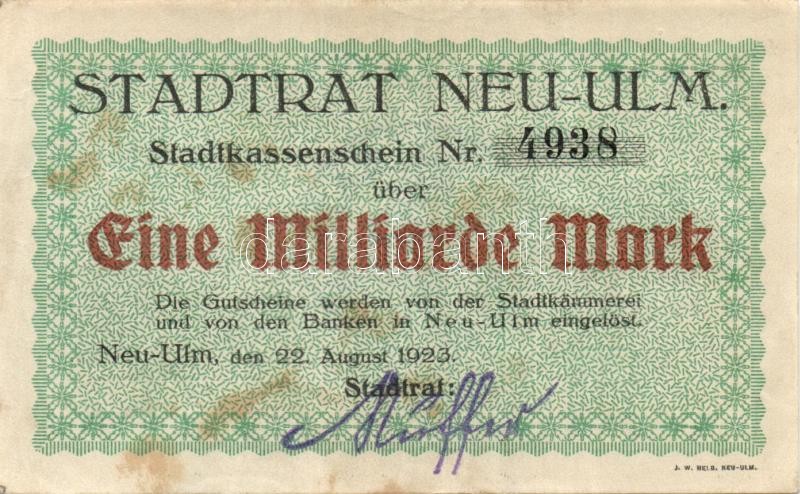 STADTRAT NEU-ULM.
Stadtkassenschein Nr. 4938
über
Eine Milliarde Mark
darabanth
Die Gutscheine werden von der Stadtkämmerei
und von den Banken in Neu-Ulm eingelöst.
Neu-Ulm, den 22. August 1923.
Stadtrat:
J. W. HELB, NEU-ULM.